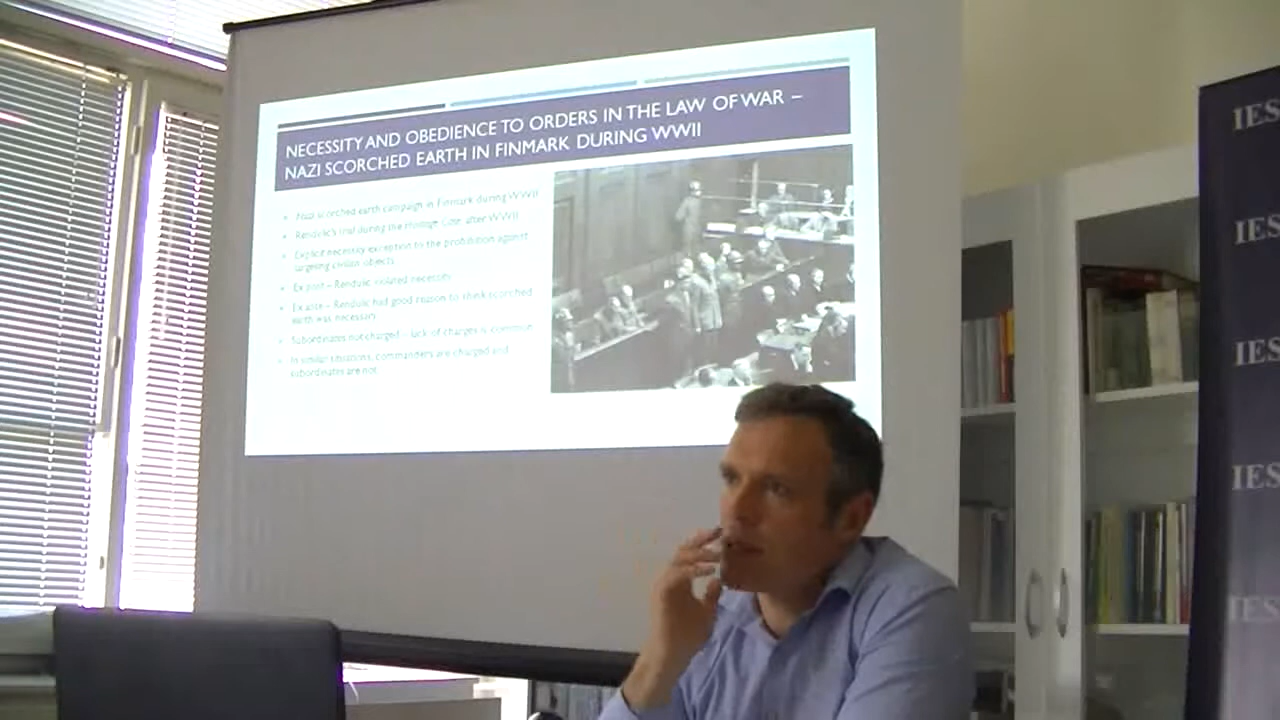 NECESSITY AND OBEDIENCE TO ORDERS IN THE LAW OF WAR –
NAZI SCORCHED EARTH IN FINMARK DURING WWII
Nazi scorched earth campaign in Finmark during WWII
Rendulic's trial during the Hostage Case after WWII
Explicit necessity exception to the prohibition against
targeting civilian objects
Ex post – Rendulic violated necessity
Ex ante – Rendulic had good reason to think scorched
earth was necessary
Subordinates not charged – lack of charges is common
In similar situations, commanders are charged and
subordinates are not
IES
IES
IES
IES
IES